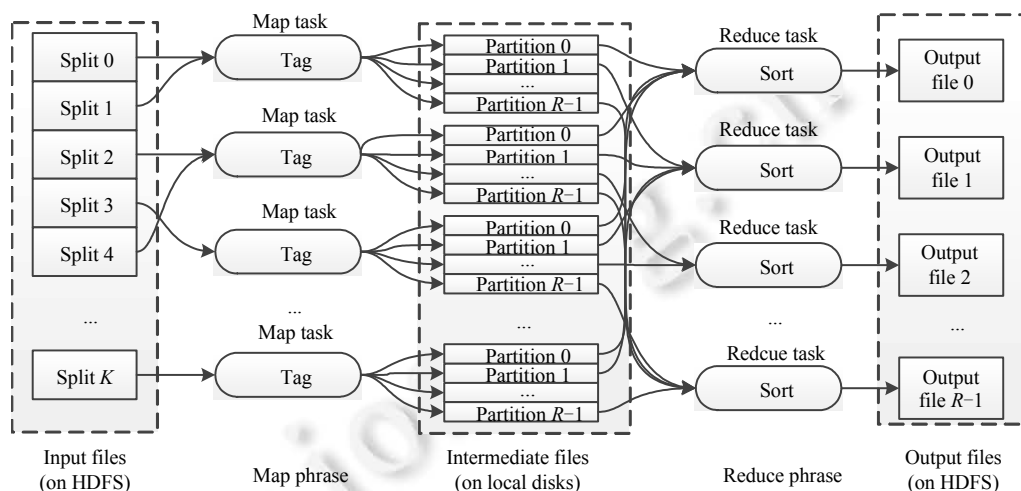 Map task
Split 0
Tag
Split 1
Map task
Split 2
Tag
Split 3
Map task
Split 4
Tag
...
...
Map task
Split K
Tag
Partition 0
Partition 1
...
Partition R−1
Partition 0
Partition 1
...
Partition R−1
Partition 0
Partition 1
...
Partition R−1
...
Partition 0
Partition 1
...
Partition R−1
Reduce task
Sort
Reduce task
Sort
Reduce task
Sort
...
Redcue task
Sort
Output
file 0
Output
file 1
Output
file 2
...
Output
file R−1
Input files
(on HDFS)
Map phrase
Intermediate files
(on local disks)
Reduce phrase
Output files
(on HDFS)